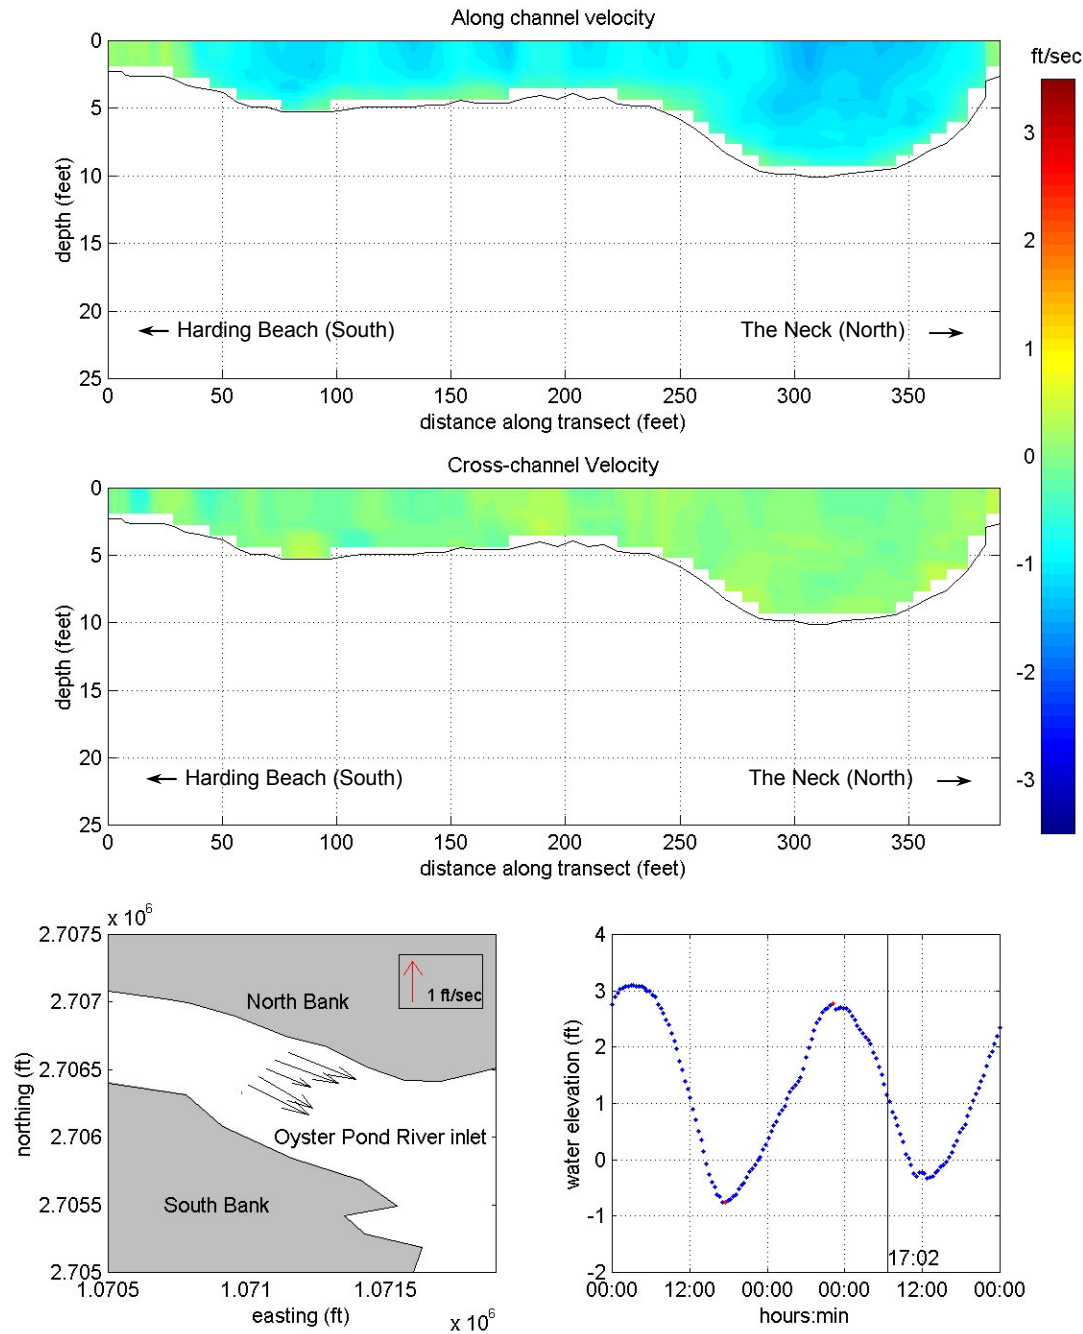 Along channel velocity
ft/sec
0
5
10
15
20
25
depth (feet)
← Harding Beach (South)
The Neck (North) →
0 50 100 150 200 250 300 350
distance along transect (feet)
3
2
1
0
-1
-2
-3
Cross-channel Velocity
0
5
10
15
20
25
depth (feet)
← Harding Beach (South)
The Neck (North) →
0 50 100 150 200 250 300 350
distance along transect (feet)
x 10^6
2.7075
2.707
2.7065
2.706
2.7055
2.705
northing (ft)
North Bank
1 ft/sec
Oyster Pond River inlet
South Bank
1.0705 1.071 1.0715
easting (ft)
x 10^6
4
3
2
1
0
-1
-2
water elevation (ft)
17:02
00:00 12:00 00:00 00:00 12:00 00:00
hours:min